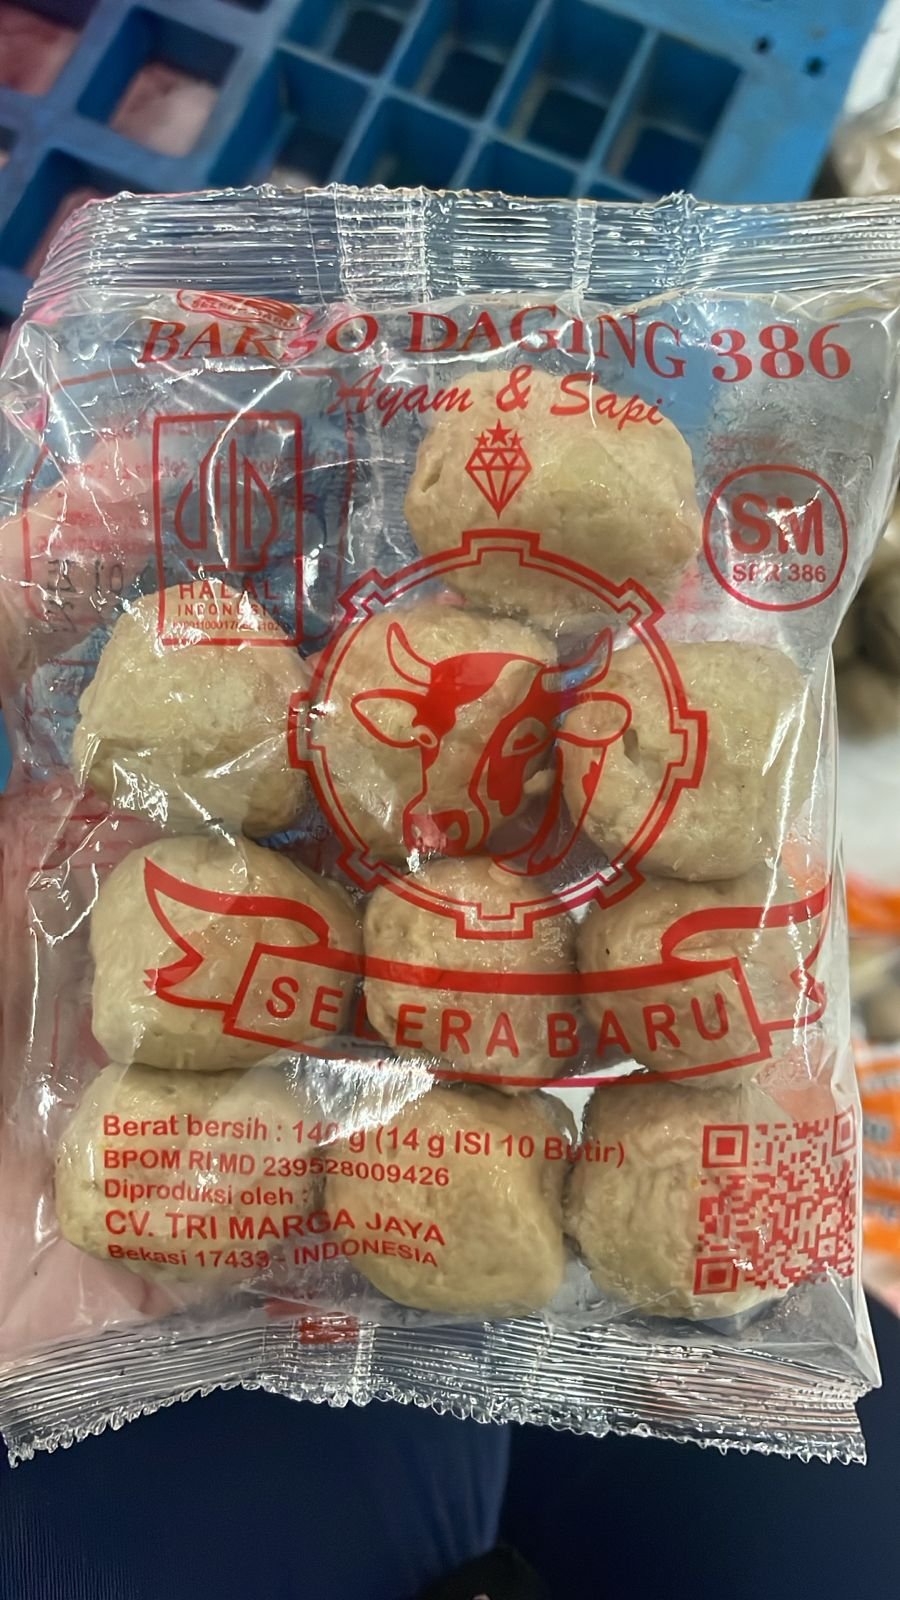 BAKSO DAGING 386
Ayam & Sapi
HALAL
INDONESIA
SM
SPR 386
SELERA BARU
Berat bersih : 140 g (14 g ISI 10 Butir)
BPOM RI MD 239528009426
Diproduksi oleh :
CV. TRI MARGA JAYA
Bekasi 17433 - INDONESIA